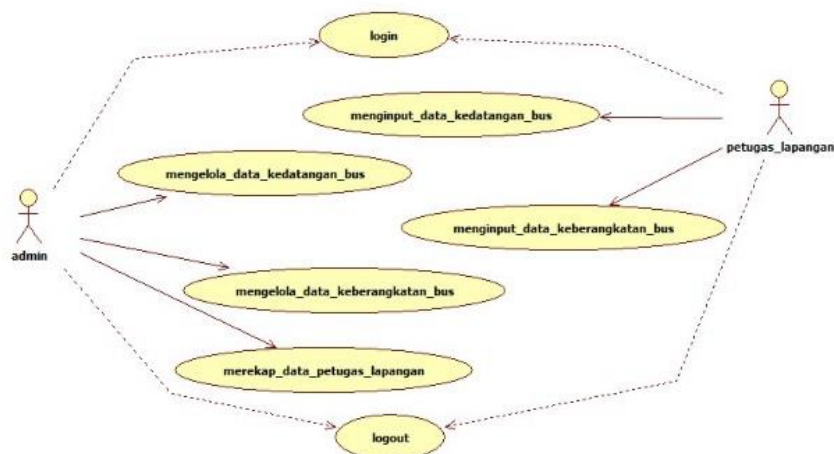 login
menginput_data_kedatangan_bus
petugas_lapangan
mengelola_data_kedatangan_bus
menginput_data_keberangkatan_bus
admin
mengelola_data_keberangkatan_bus
merekap_data_petugas_lapangan
logout